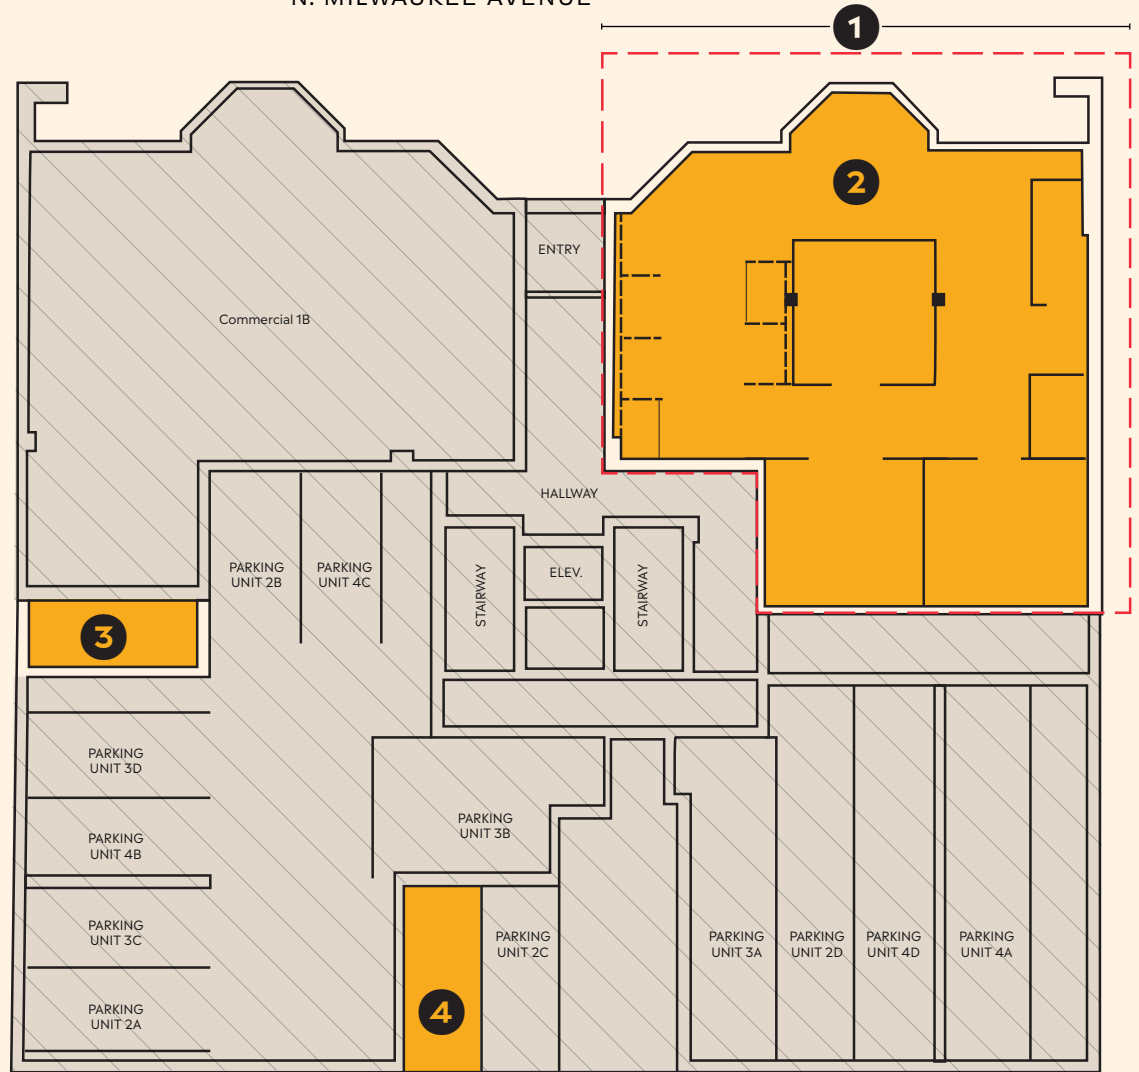 N. MILWAUKEE AVENUE
1
2
ENTRY
Commercial 1B
HALLWAY
PARKING
UNIT 2B
PARKING
UNIT 4C
STAIRWAY
ELEV.
STAIRWAY
3
PARKING
UNIT 3D
PARKING
UNIT 3B
PARKING
UNIT 4B
PARKING
UNIT 3C
PARKING
UNIT 2C
PARKING
UNIT 3A
PARKING
UNIT 2D
PARKING
UNIT 4D
PARKING
UNIT 4A
4
PARKING
UNIT 2A